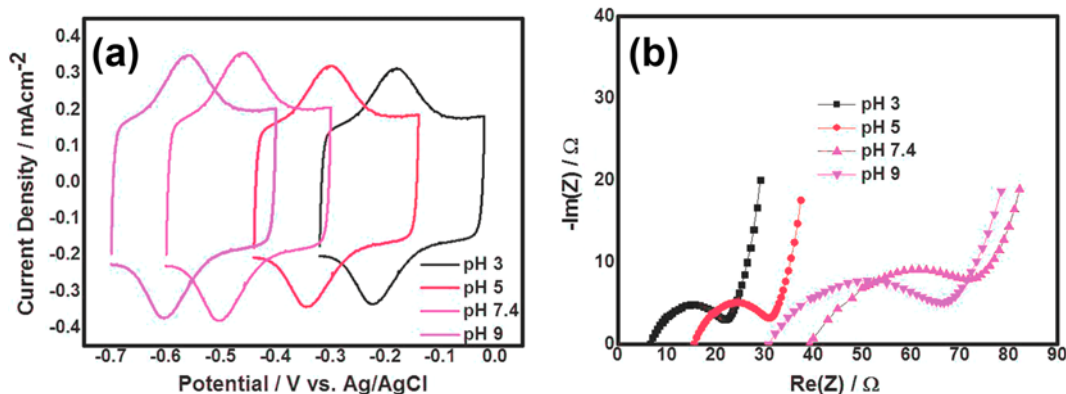 (a)
Current Density / mAcm-2
0.4
0.3
0.2
0.1
0.0
-0.1
-0.2
-0.3
-0.4
pH 3
pH 5
pH 7.4
pH 9
-0.7 -0.6 -0.5 -0.4 -0.3 -0.2 -0.1 0.0
Potential / V vs. Ag/AgCl
(b)
-Im(Z) / Ω
40
30
20
10
0
pH 3
pH 5
pH 7.4
pH 9
0 10 20 30 40 50 60 70 80 90
Re(Z) / Ω